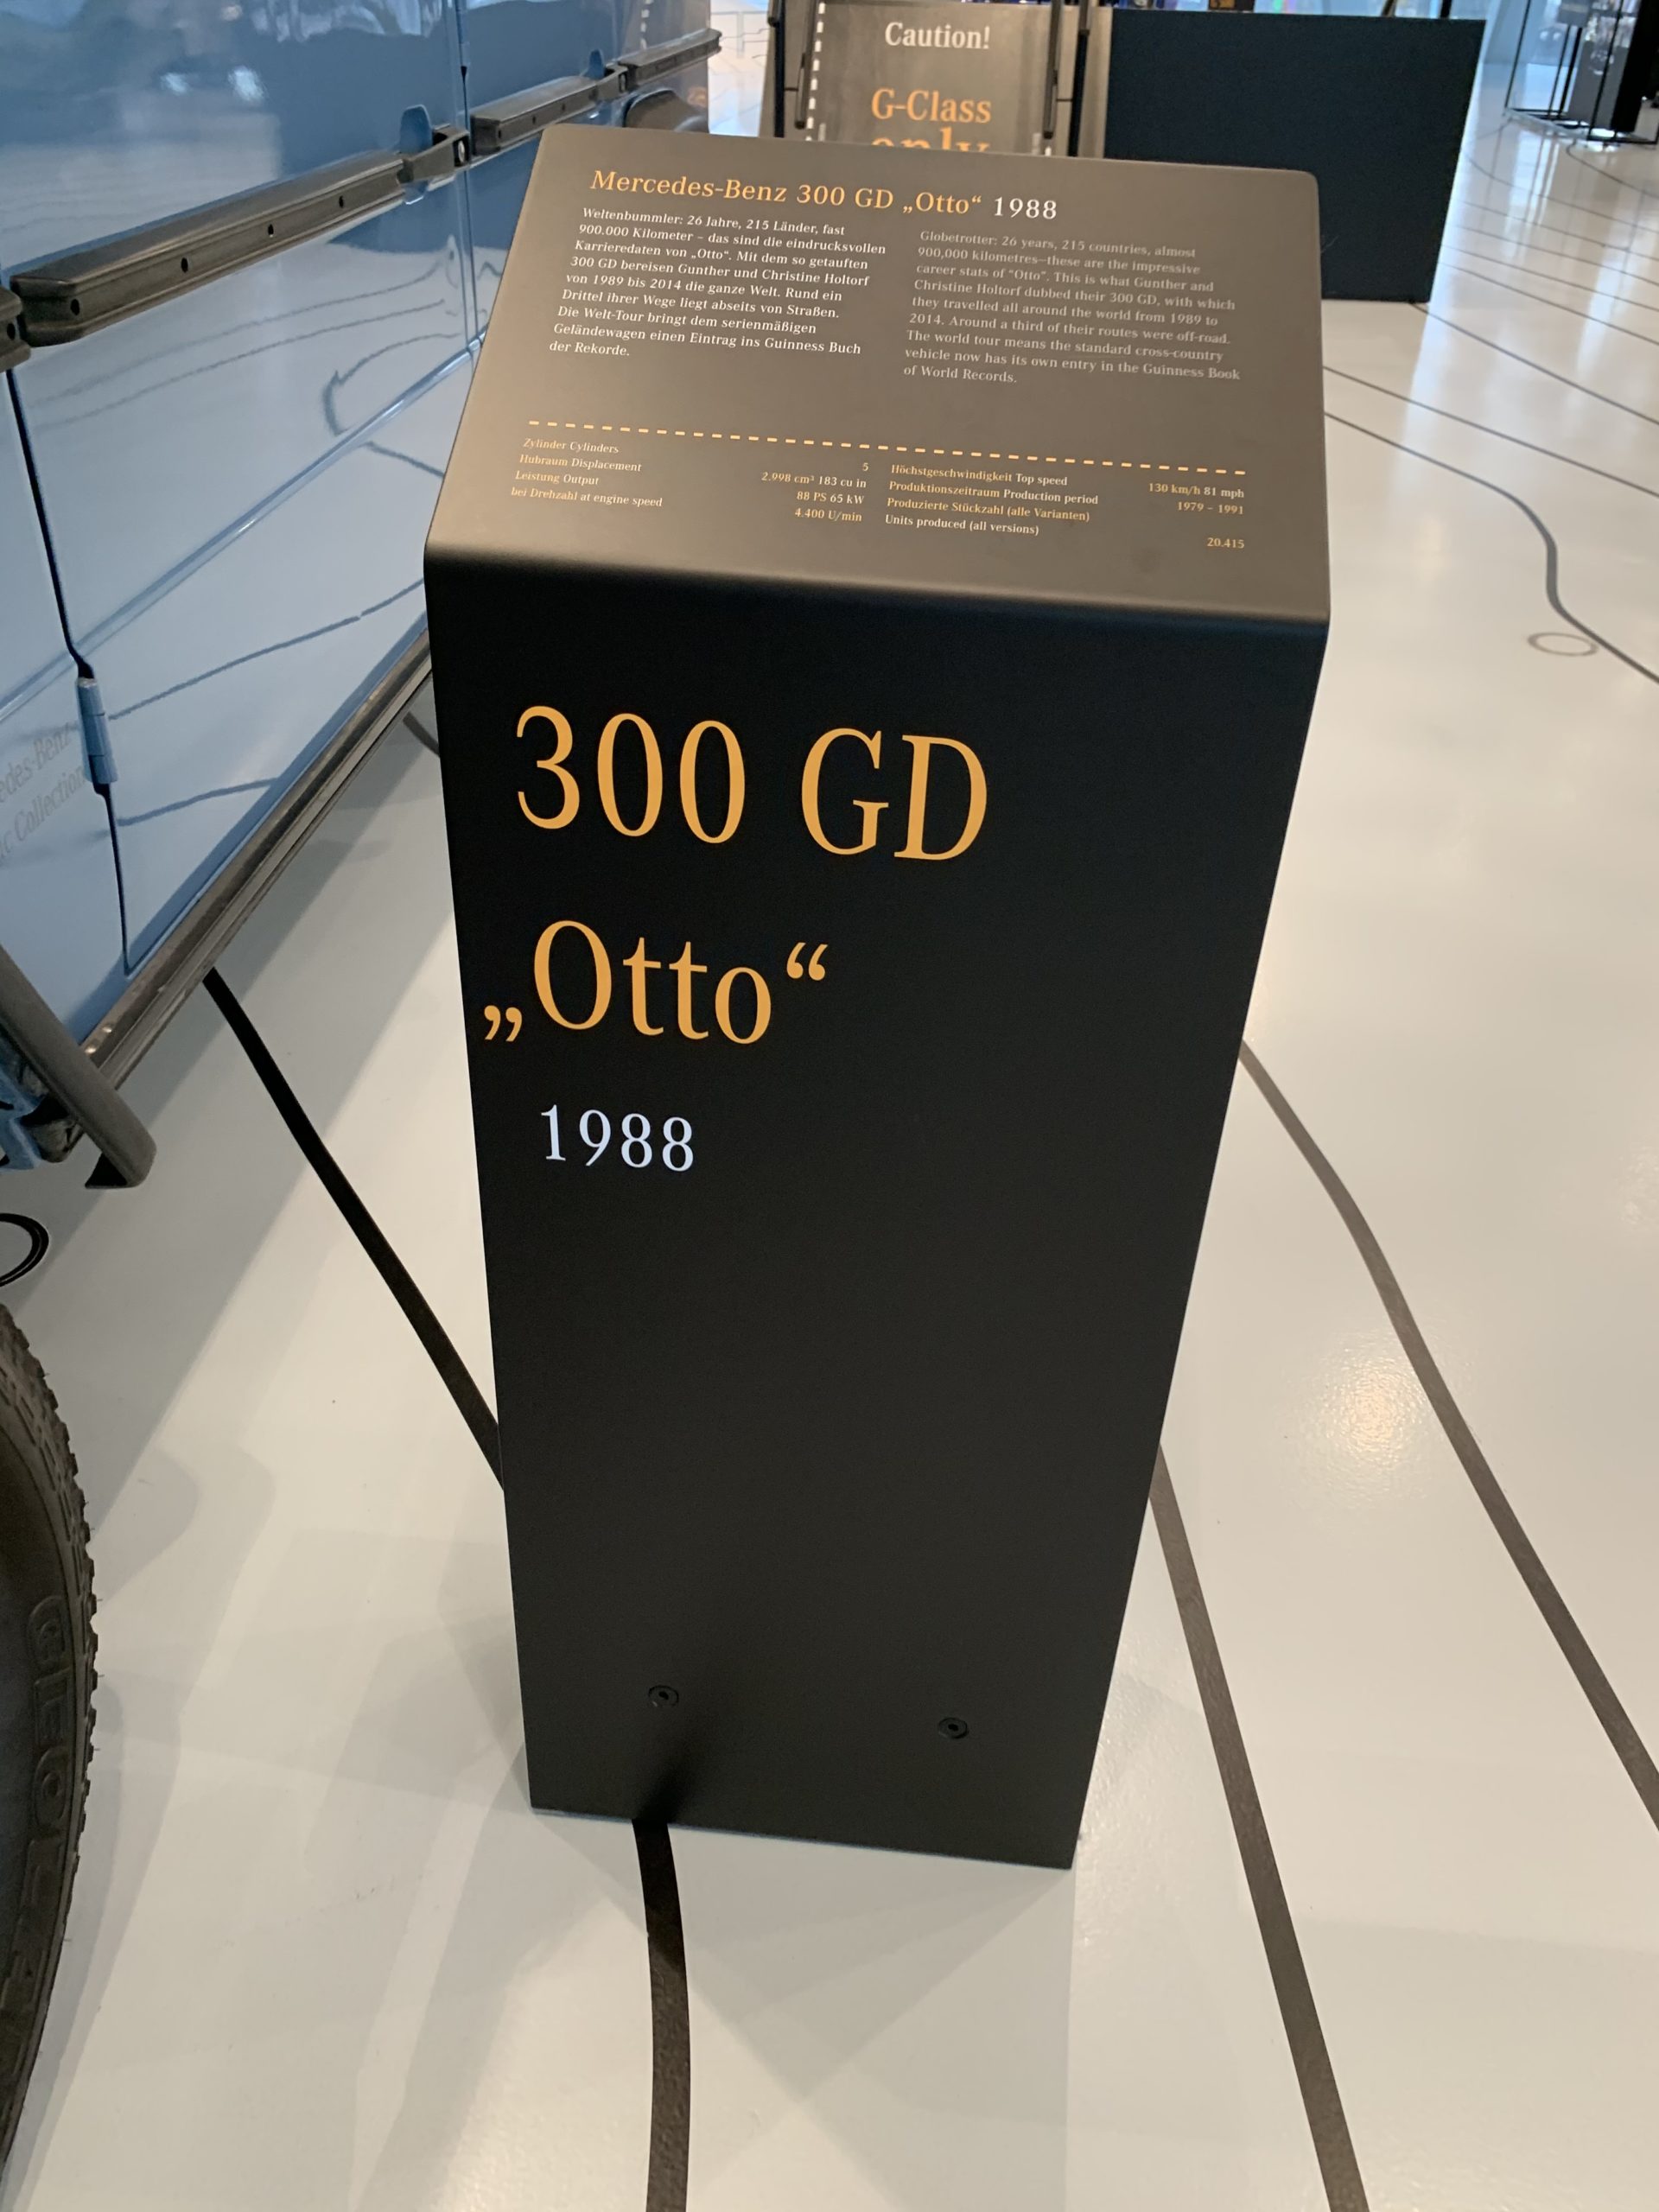 Caution!
G-Class
only
Mercedes-Benz 300 GD „Otto“ 1988
Weltenbummler: 26 Jahre, 215 Länder, fast
900.000 Kilometer – das sind die eindrucksvollen
Karrieredaten von „Otto“. Mit dem so getauften
300 GD bereisen Gunther und Christine Holtorf
von 1989 bis 2014 die ganze Welt. Rund ein
Drittel ihrer Wege liegt abseits von Straßen.
Die Welt-Tour bringt dem serienmäßigen
Geländewagen einen Eintrag ins Guinness Buch
der Rekorde.
Globetrotter: 26 years, 215 countries, almost
900,000 kilometres—these are the impressive
career stats of “Otto”. This is what Gunther and
Christine Holtorf dubbed their 300 GD, with which
they travelled all around the world from 1989 to
2014. Around a third of their routes were off-road.
The world tour means the standard cross-country
vehicle now has its own entry in the Guinness Book
of World Records.
Zylinder Cylinders 5
Hubraum Displacement 2.998 cm³ 183 cu in
Leistung Output 88 PS 65 kW
bei Drehzahl at engine speed 4.400 U/min
Höchstgeschwindigkeit Top speed 130 km/h 81 mph
Produktionszeitraum Production period 1979 – 1991
Produzierte Stückzahl (alle Varianten)
Units produced (all versions) 20.415
300 GD
„Otto“
1988
edes-Benz
Collection